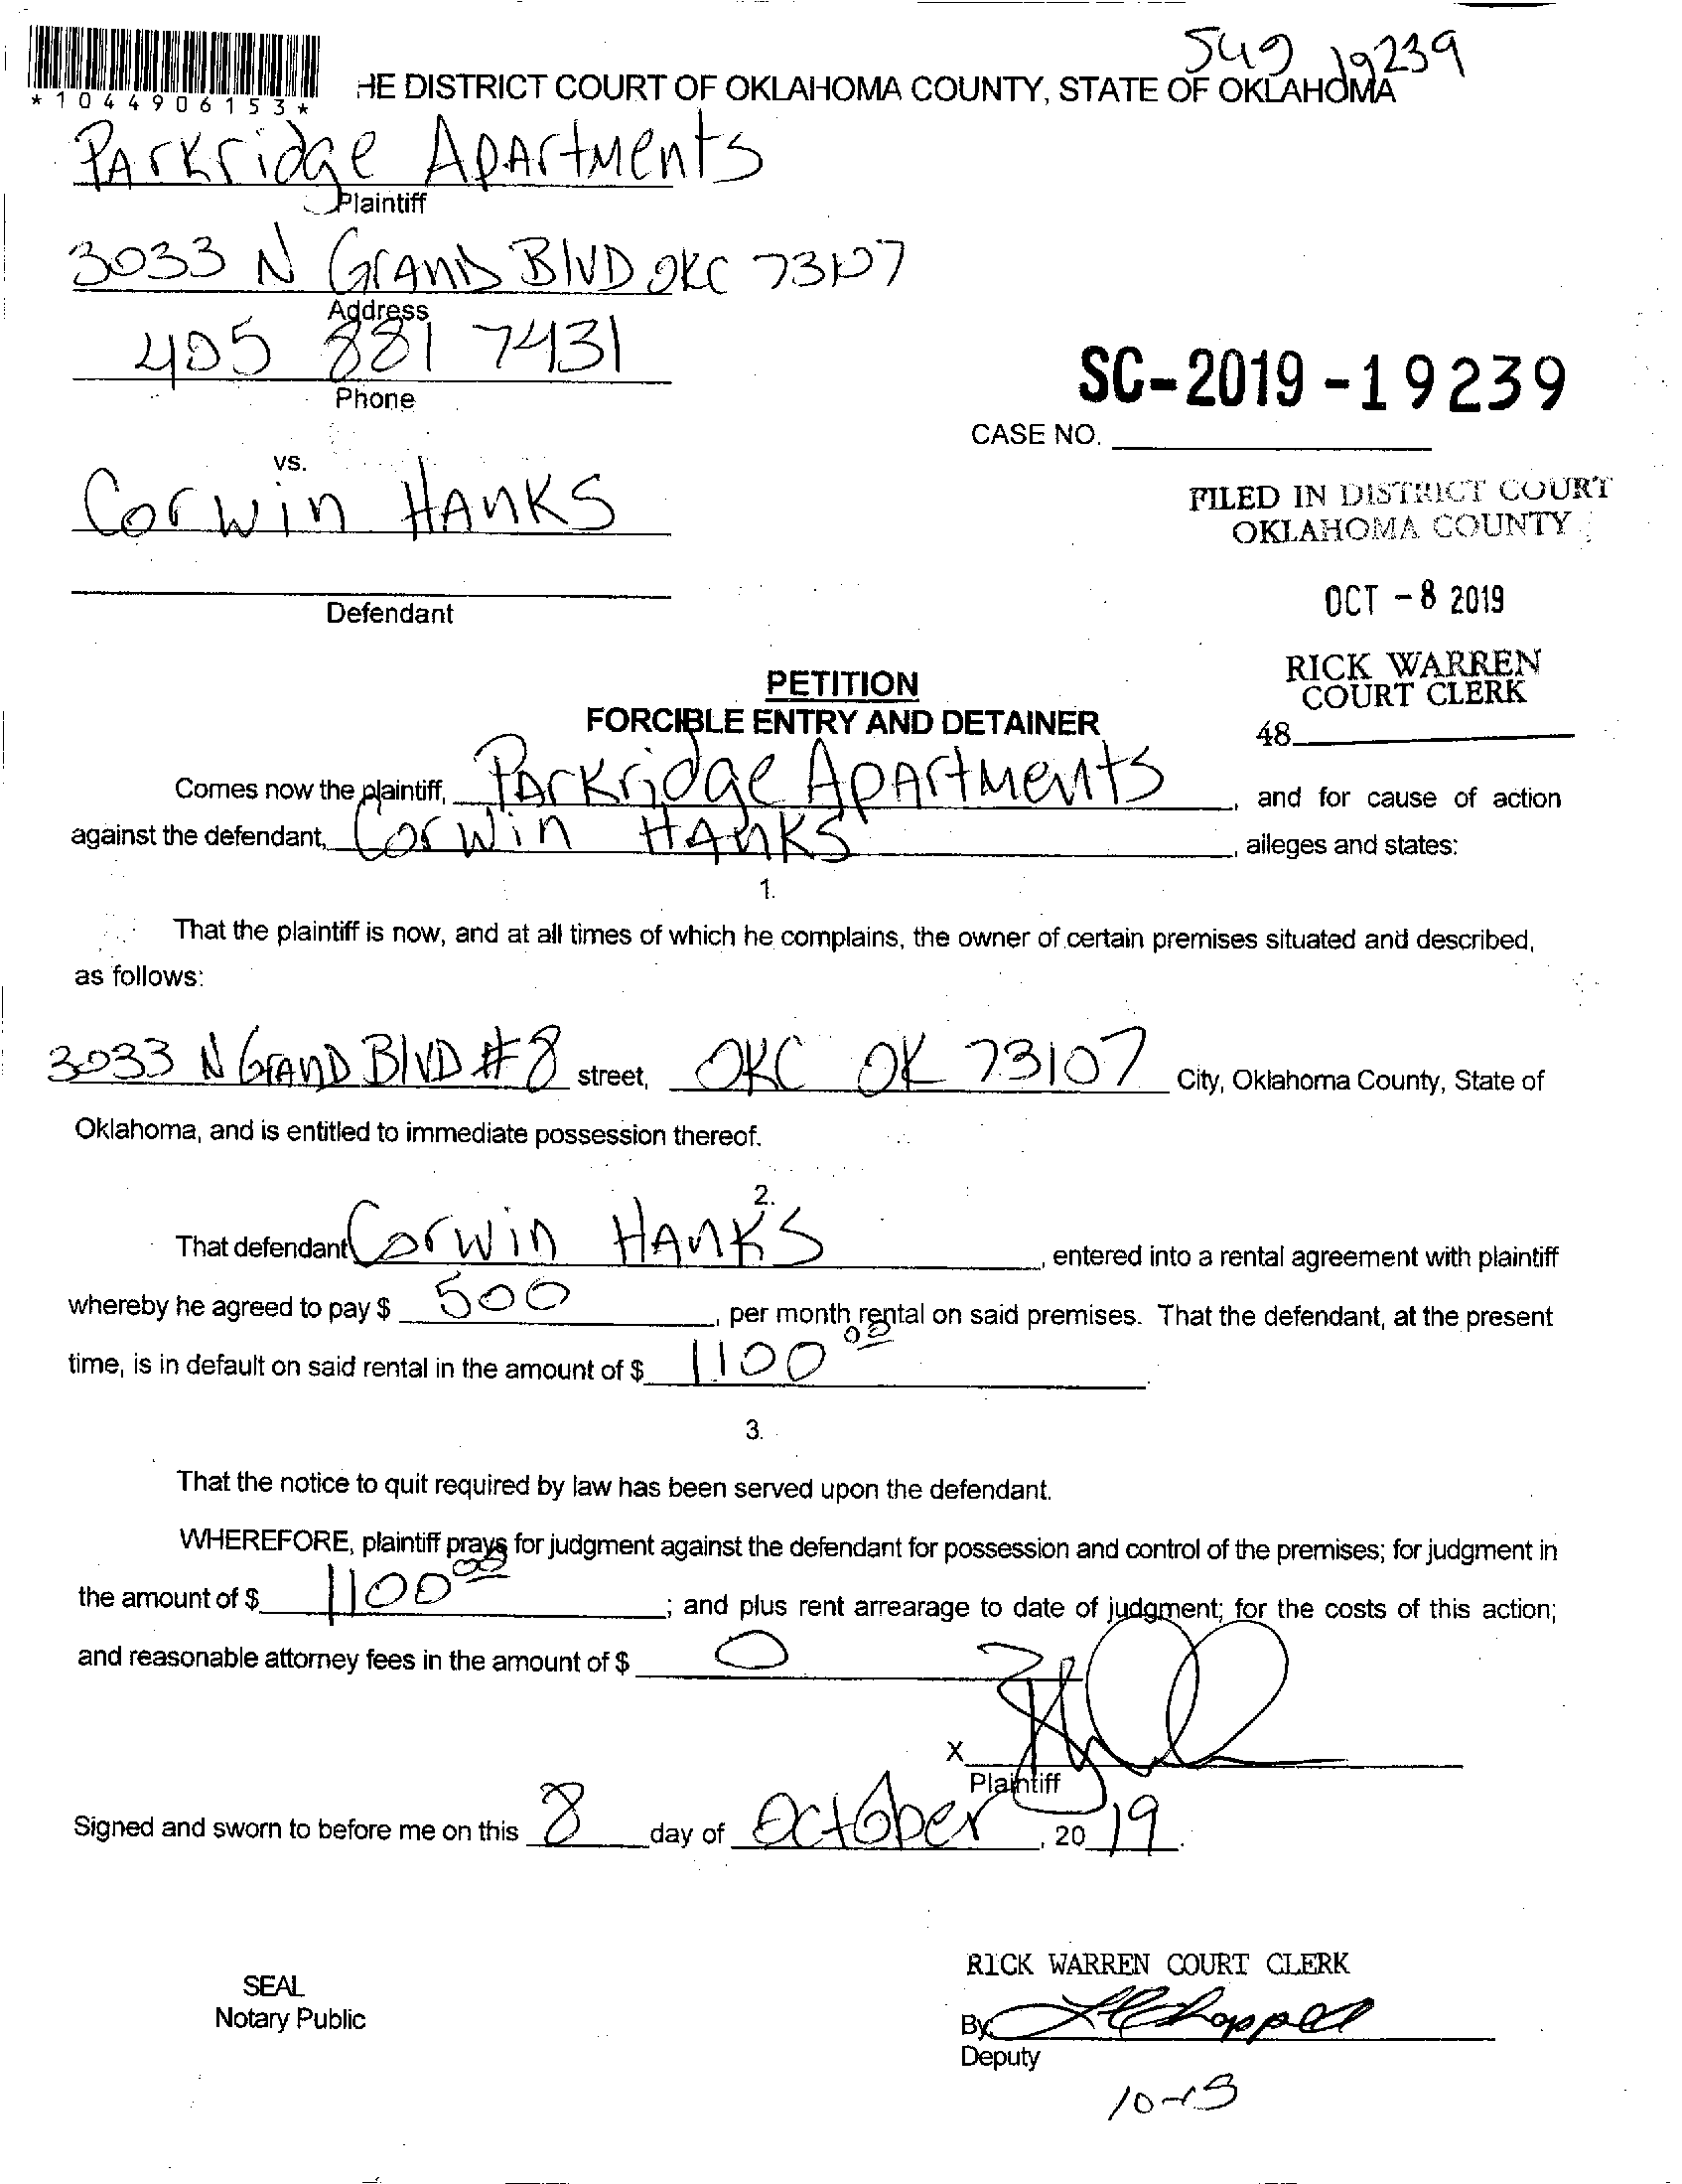 549 19239
*1044906153*
HE DISTRICT COURT OF OKLAHOMA COUNTY, STATE OF OKLAHOMA
Parkridge Apartments
Plaintiff
3033 N Grand Blvd OKC 73107
Address
405 881 7431
Phone
SC-2019-19239
CASE NO.
vs.
Corwin Hanks
FILED IN DISTRICT COURT
OKLAHOMA COUNTY
Defendant
OCT - 8 2019
RICK WARREN
COURT CLERK
48
PETITION
FORCIBLE ENTRY AND DETAINER
Comes now the plaintiff, Parkridge Apartments, and for cause of action
against the defendant, Corwin Hanks, alleges and states:
1.
That the plaintiff is now, and at all times of which he complains, the owner of certain premises situated and described,
as follows:
3033 N Grand Blvd #8 street, OKC OK 73107 City, Oklahoma County, State of
Oklahoma, and is entitled to immediate possession thereof.
2.
That defendant Corwin Hanks, entered into a rental agreement with plaintiff
whereby he agreed to pay $ 500, per month rental on said premises. That the defendant, at the present
time, is in default on said rental in the amount of $ 1100 00
3.
That the notice to quit required by law has been served upon the defendant.
WHEREFORE, plaintiff prays for judgment against the defendant for possession and control of the premises; for judgment in
the amount of $ 1100 00; and plus rent arrearage to date of judgment; for the costs of this action;
and reasonable attorney fees in the amount of $ 0
X
Plaintiff
Signed and sworn to before me on this 8 day of October, 20 19.
RICK WARREN COURT CLERK
SEAL
Notary Public
By
Deputy